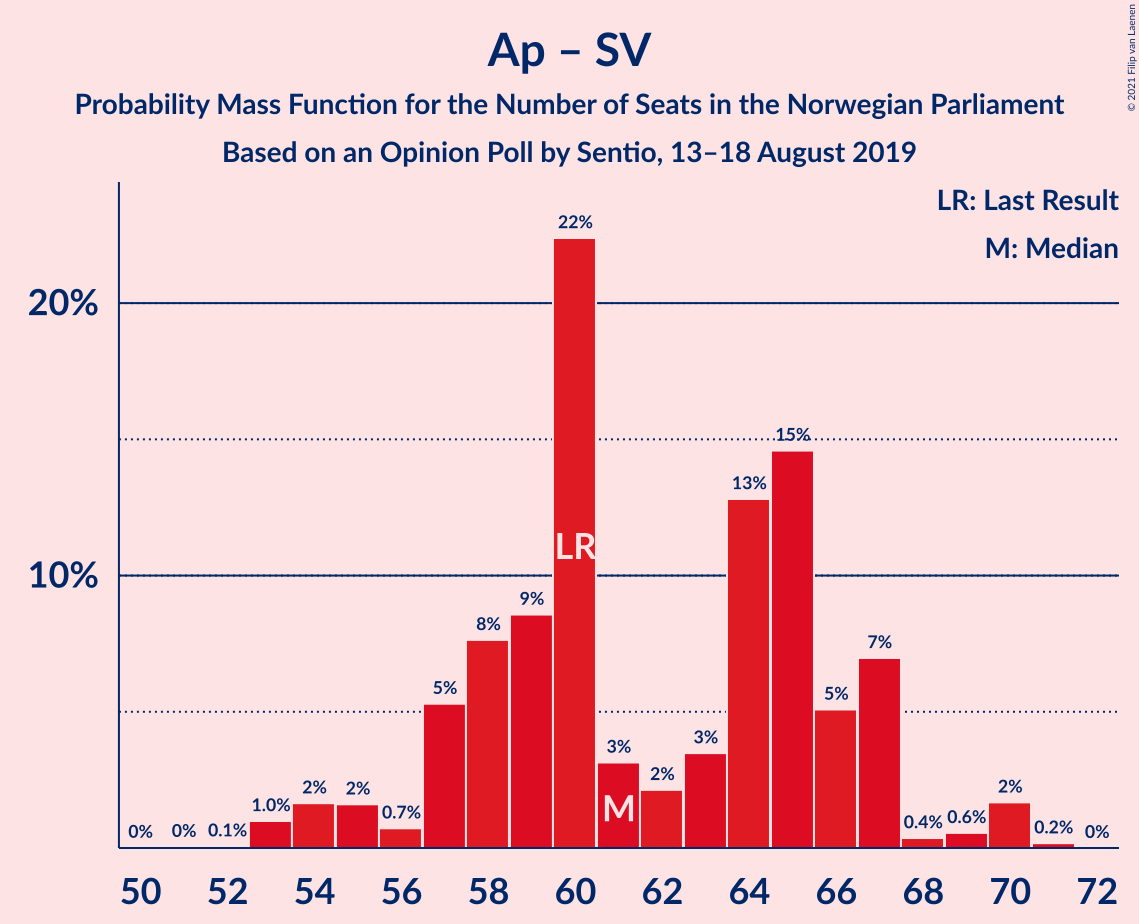 Ap – SV
Probability Mass Function for the Number of Seats in the Norwegian Parliament
Based on an Opinion Poll by Sentio, 13–18 August 2019
© 2021 Filip van Laenen
LR: Last Result
M: Median
20%
10%
0%
0%
0.1%
1.0%
2%
2%
0.7%
5%
8%
9%
22%
3%
2%
3%
13%
15%
5%
7%
0.4%
0.6%
2%
0.2%
0%
LR
M
50 52 54 56 58 60 62 64 66 68 70 72